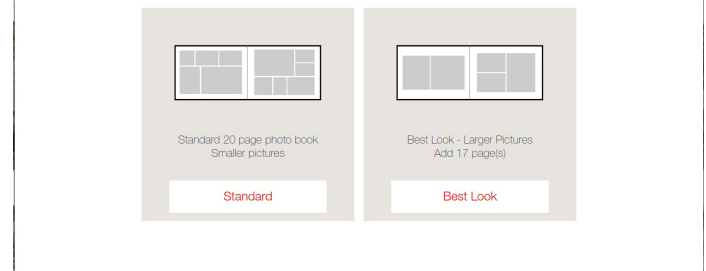 Standard 20 page photo book
Smaller pictures
Standard
Best Look - Larger Pictures
Add 17 page(s)
Best Look